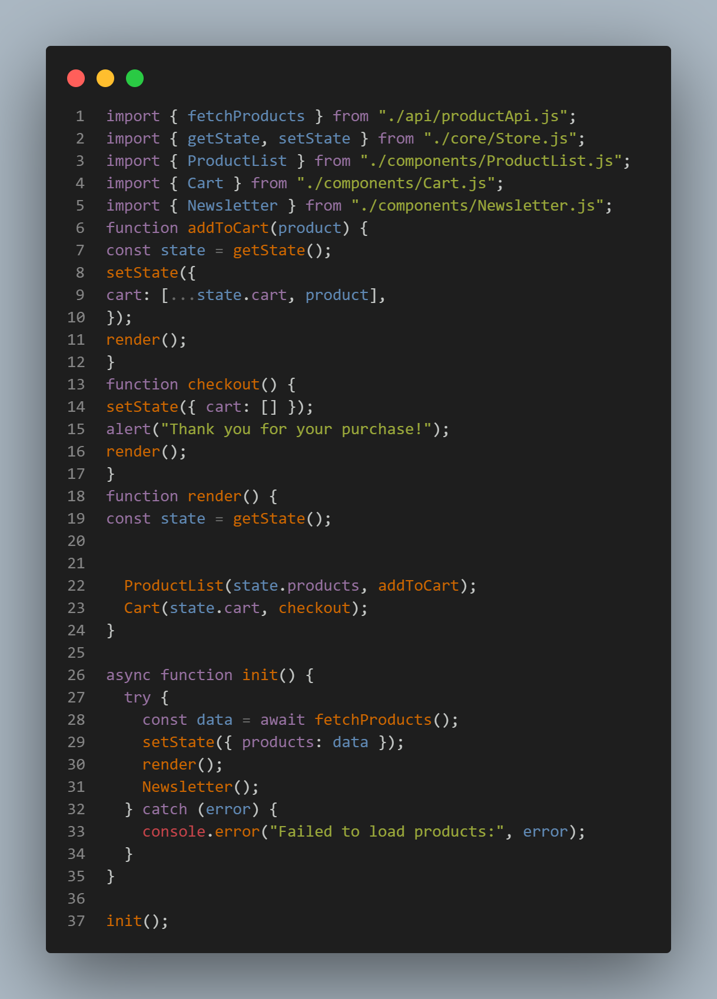 1 import { fetchProducts } from "./api/productApi.js";
2 import { getState, setState } from "./core/Store.js";
3 import { ProductList } from "./components/ProductList.js";
4 import { Cart } from "./components/Cart.js";
5 import { Newsletter } from "./components/Newsletter.js";
6 function addToCart(product) {
7 const state = getState();
8 setState({
9 cart: [...state.cart, product],
10 });
11 render();
12 }
13 function checkout() {
14 setState({ cart: [] });
15 alert("Thank you for your purchase!");
16 render();
17 }
18 function render() {
19 const state = getState();
20
21
22   ProductList(state.products, addToCart);
23   Cart(state.cart, checkout);
24 }
25
26 async function init() {
27   try {
28     const data = await fetchProducts();
29     setState({ products: data });
30     render();
31     Newsletter();
32   } catch (error) {
33     console.error("Failed to load products:", error);
34   }
35 }
36
37 init();